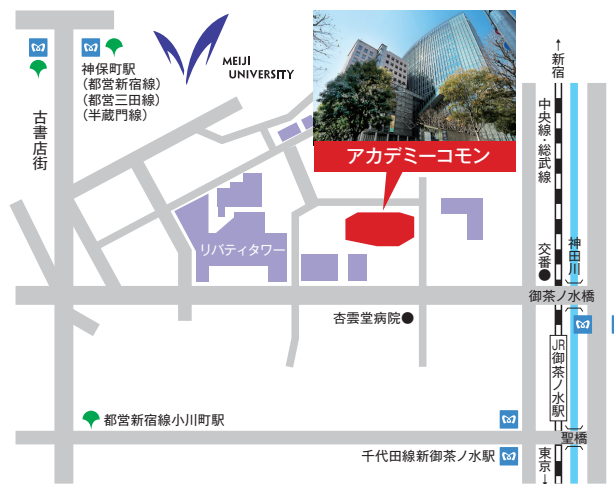 神保町駅
（都営新宿線）
（都営三田線）
（半蔵門線）
古書店街
MEIJI
UNIVERSITY
アカデミーコモン
↑新宿
中央線・総武線
リバティタワー
交番
神田川
御茶ノ水橋
杏雲堂病院
JR御茶ノ水駅
都営新宿線小川町駅
聖橋
千代田線新御茶ノ水駅
東京→